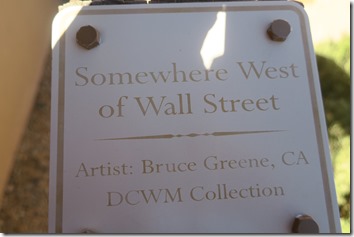 Somewhere West
of Wall Street
Artist: Bruce Greene, CA
DCWM Collection